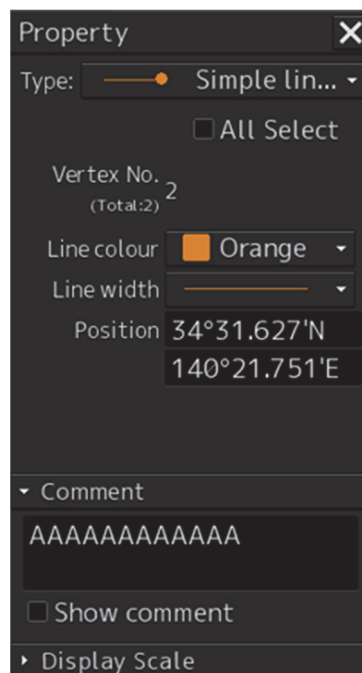 Property
Type: Simple lin...
All Select
Vertex No. 2
(Total:2)
Line colour Orange
Line width
Position 34°31.627'N
140°21.751'E
Comment
AAAAAAAAAAAA
Show comment
Display Scale